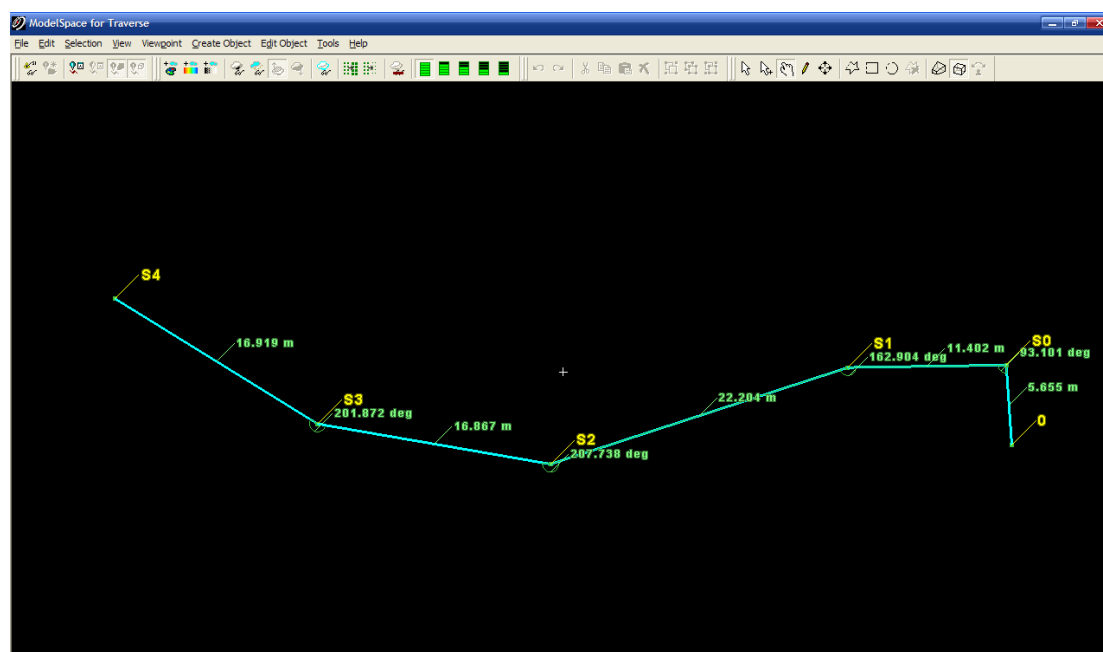 ModelSpace for Traverse
File Edit Selection View Viewpoint Create Object Edit Object Tools Help
S4
16.919 m
S3
201.872 deg
16.867 m
S2
207.738 deg
22.204 m
S1
162.904 deg
11.402 m
S0
93.101 deg
5.655 m
0